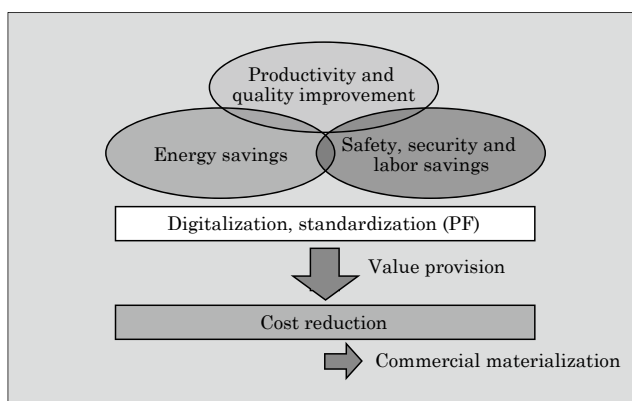 Productivity and
quality improvement
Energy savings
Safety, security and
labor savings
Digitalization, standardization (PF)
Value provision
Cost reduction
Commercial materialization